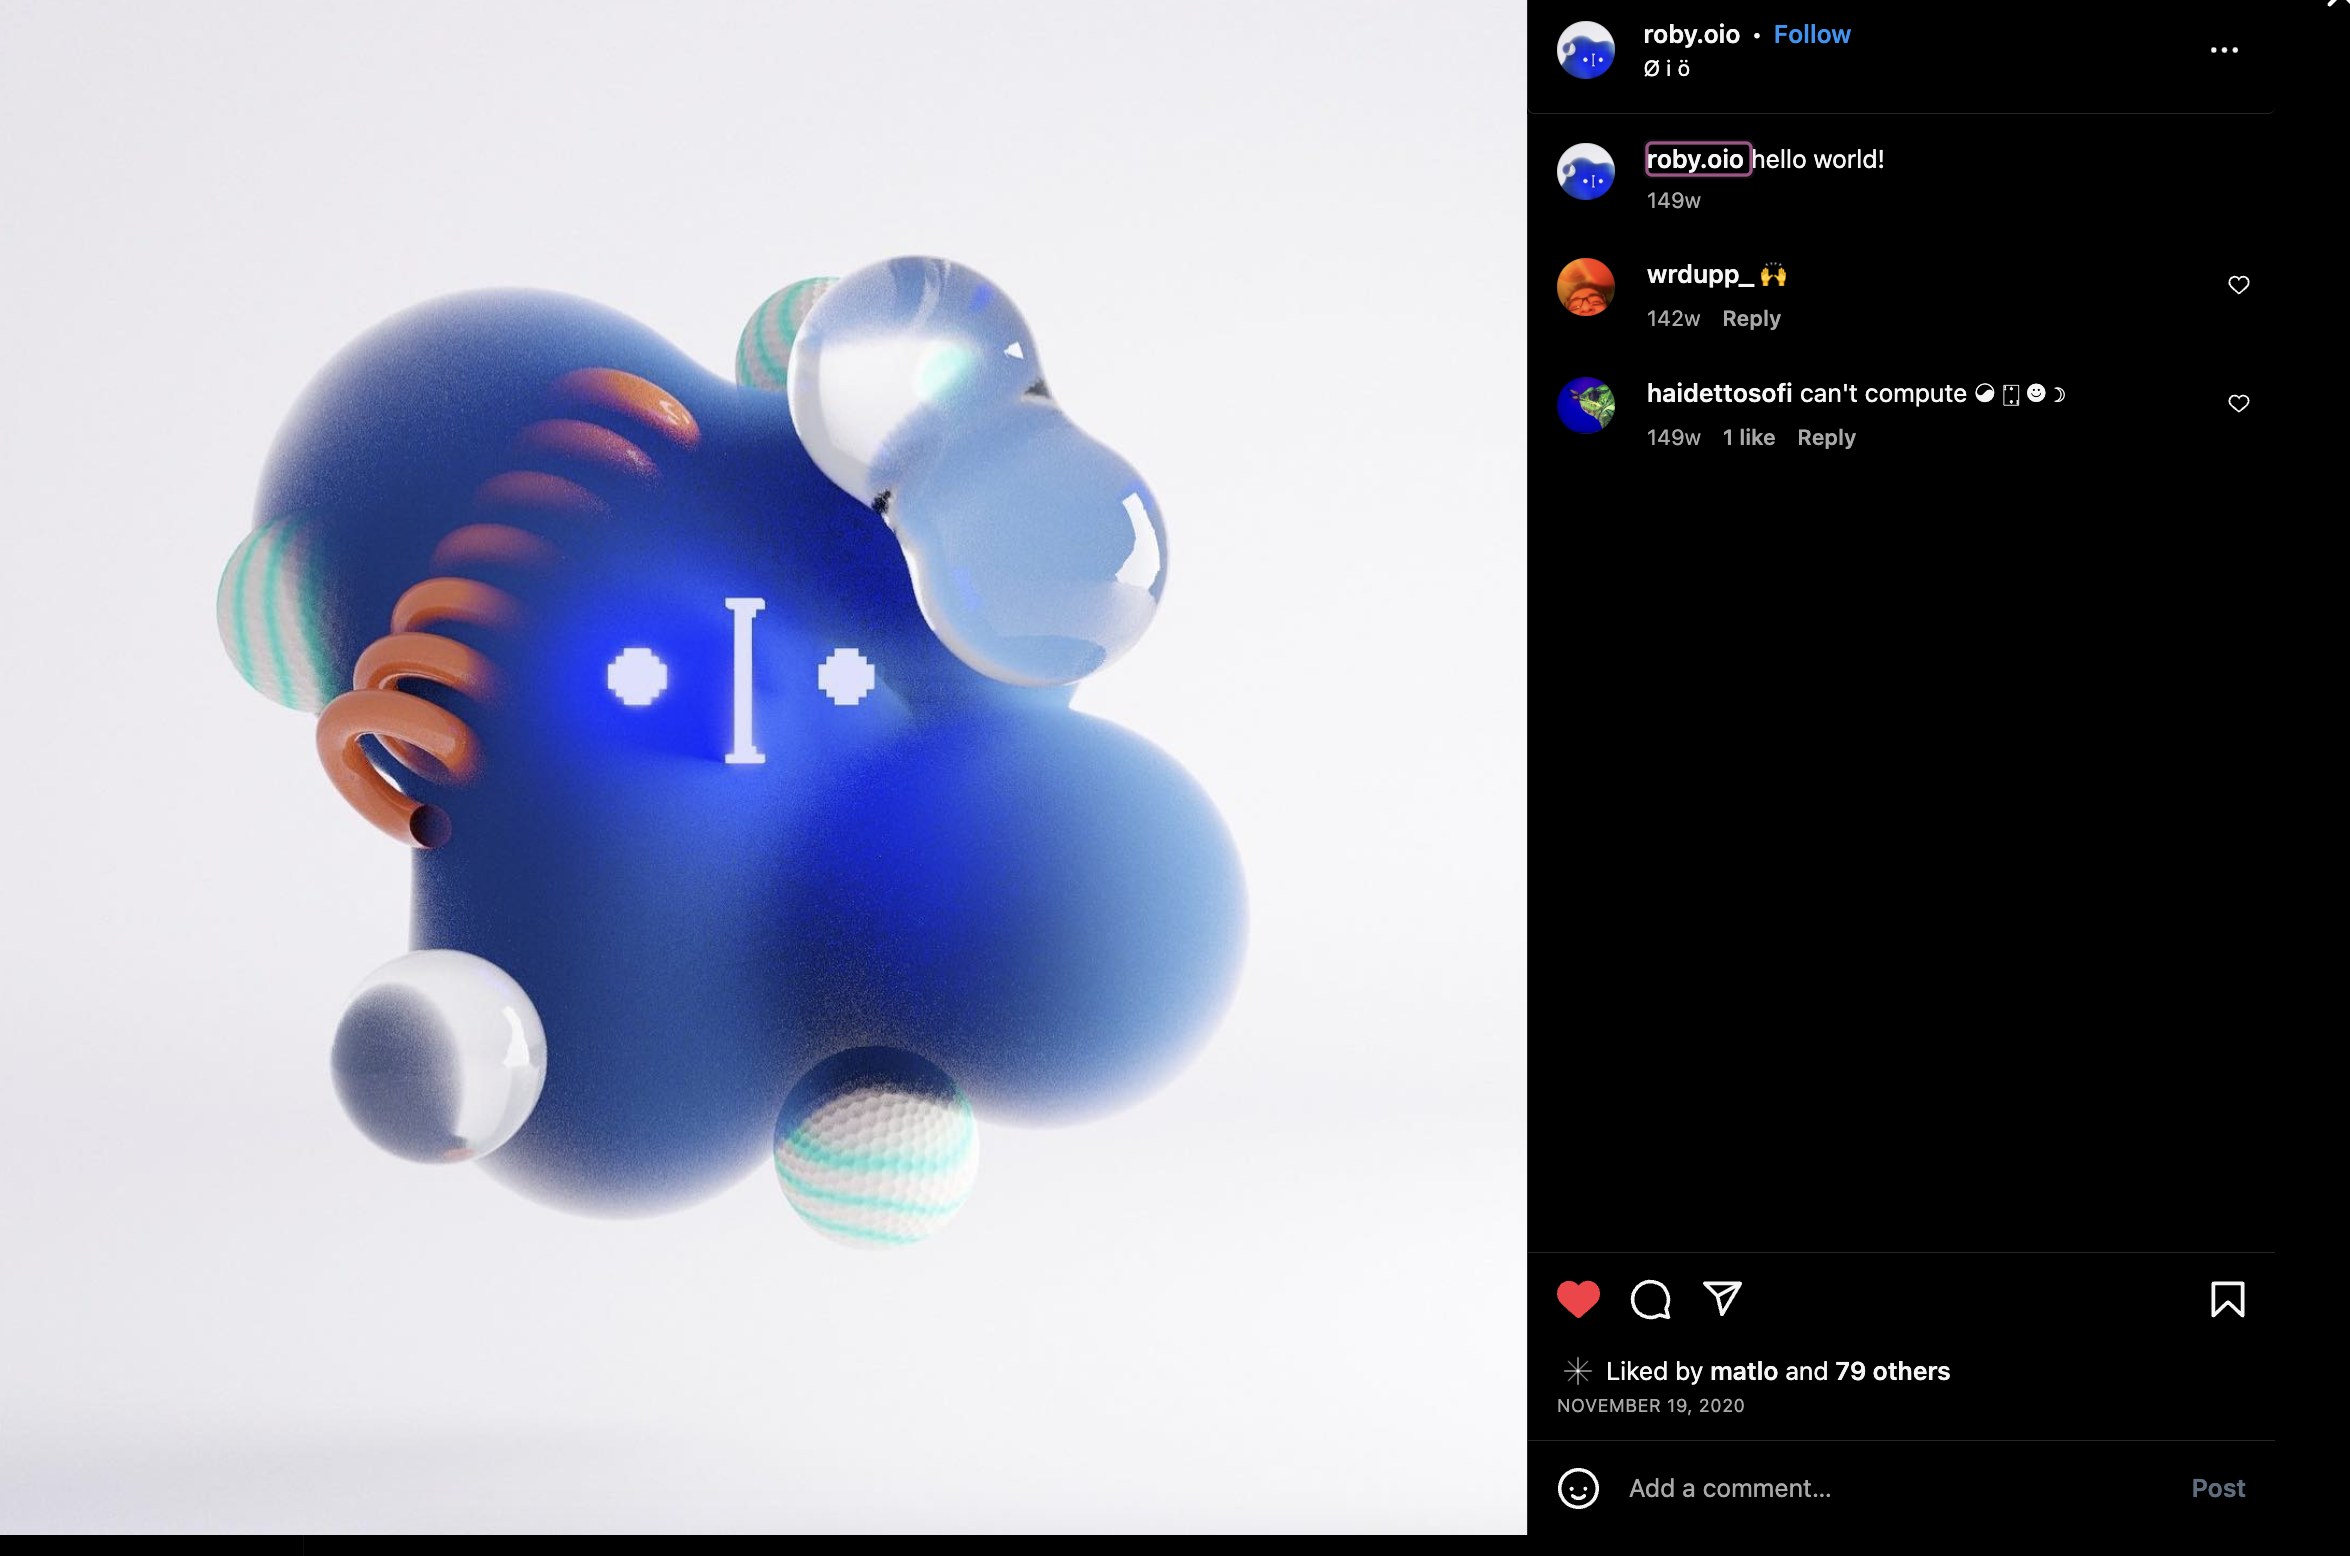 roby.oio • Follow
Ø i ö
roby.oio hello world!
149w
wrdupp_ 🙌
142w Reply
haidettosofi can't compute
149w 1 like Reply
Liked by matlo and 79 others
NOVEMBER 19, 2020
Add a comment... Post